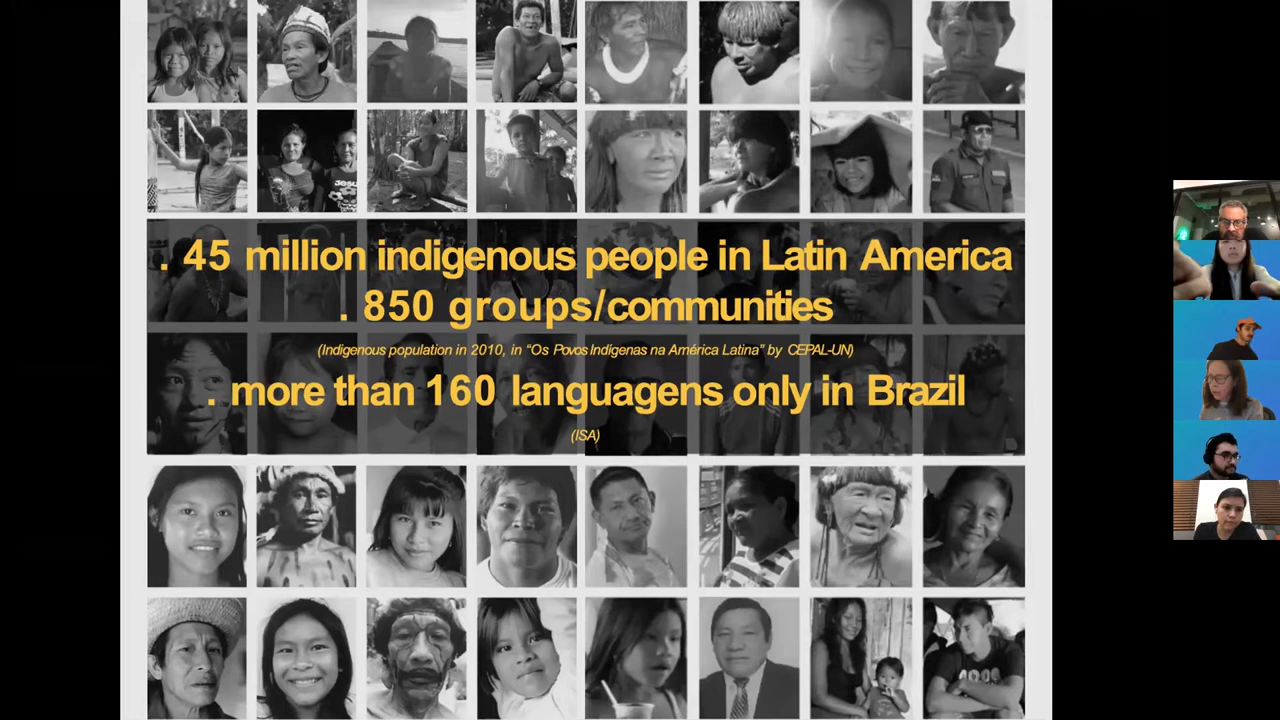 . 45 million indigenous people in Latin America
. 850 groups/communities
(Indigenous population in 2010, in “Os Povos Indígenas na América Latina” by CEPAL-UN)
. more than 160 languagens only in Brazil
(ISA)
Jesus